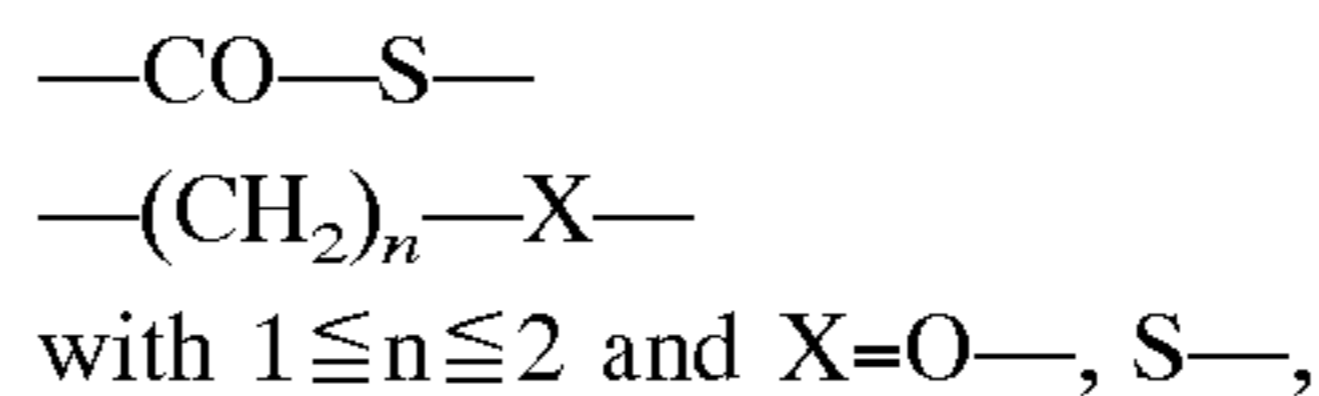 —CO—S—
—(CH₂)ₙ—X—
with 1≦n≦2 and X=O—, S—,